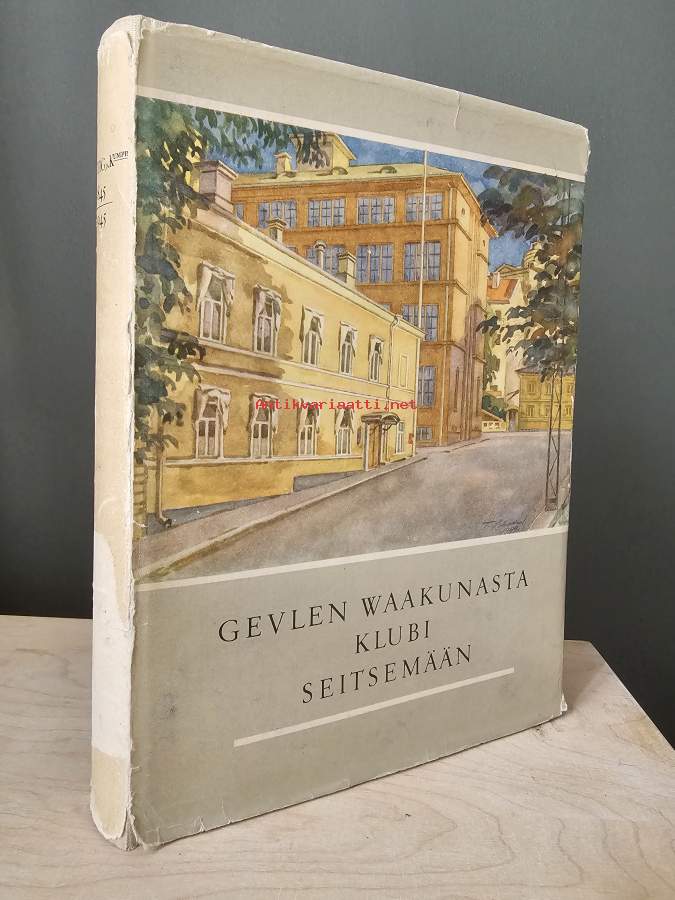 GEVLEN WAAKUNASTA
KLUBI
SEITSEMÄÄN
Antikvariaatti.net